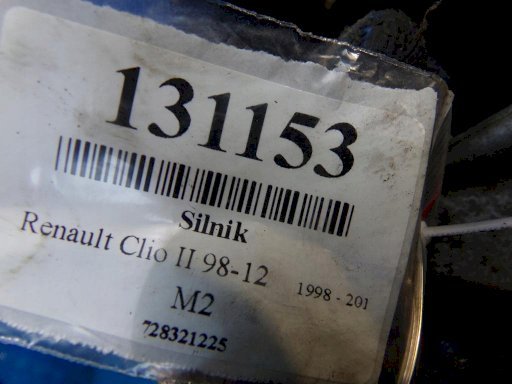 131153
Silnik
Renault Clio II 98-12 1998 - 201
M2
728321225